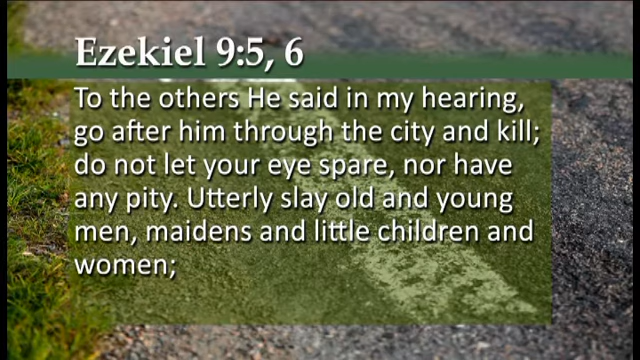 Ezekiel 9:5, 6
To the others He said in my hearing,
go after him through the city and kill;
do not let your eye spare, nor have
any pity. Utterly slay old and young
men, maidens and little children and
women;